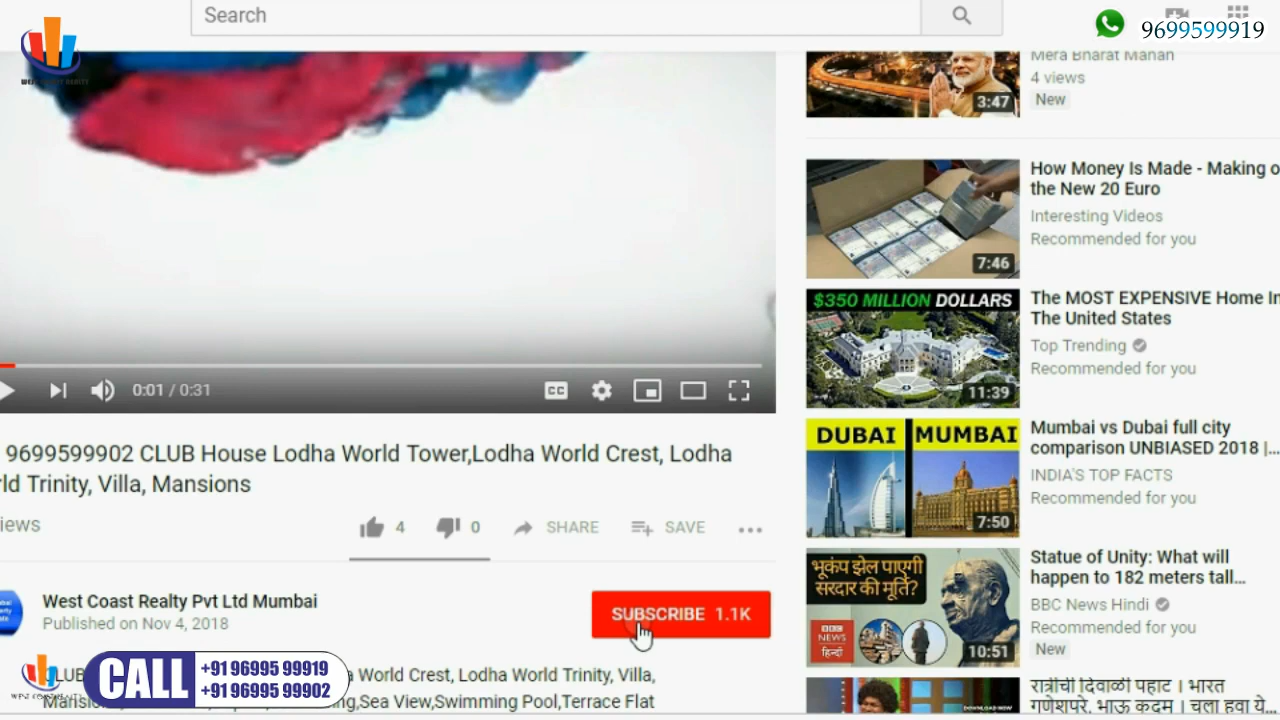 Search
9699599919
Mera Bharat Mahan
4 views
New
3:47
How Money Is Made - Making o
the New 20 Euro
Interesting Videos
Recommended for you
7:46
$350 MILLION DOLLARS
11:39
The MOST EXPENSIVE Home In
The United States
Top Trending
Recommended for you
0:01 / 0:31
CC
DUBAI MUMBAI
7:50
Mumbai vs Dubai full city
comparison UNBIASED 2018 |...
INDIA'S TOP FACTS
Recommended for you
9699599902 CLUB House Lodha World Tower,Lodha World Crest, Lodha
rld Trinity, Villa, Mansions
iews
4
0
SHARE
SAVE
भूकंप झेल पाएगी
सरदार की मूर्ति?
BBC
NEWS
हिन्दी
10:51
Statue of Unity: What will
happen to 182 meters tall...
BBC News Hindi
Recommended for you
New
West Coast Realty Pvt Ltd Mumbai
Published on Nov 4, 2018
SUBSCRIBE 1.1K
CALL
+91 96995 99919
+91 96995 99902
a World Crest, Lodha World Trinity, Villa,
ng,Sea View,Swimming Pool,Terrace Flat
DOWNLOAD NOW
रात्रीची दिवाळी पहाट । भारत
गणेशपुरे, भाऊ कदम । चला हवा ये...